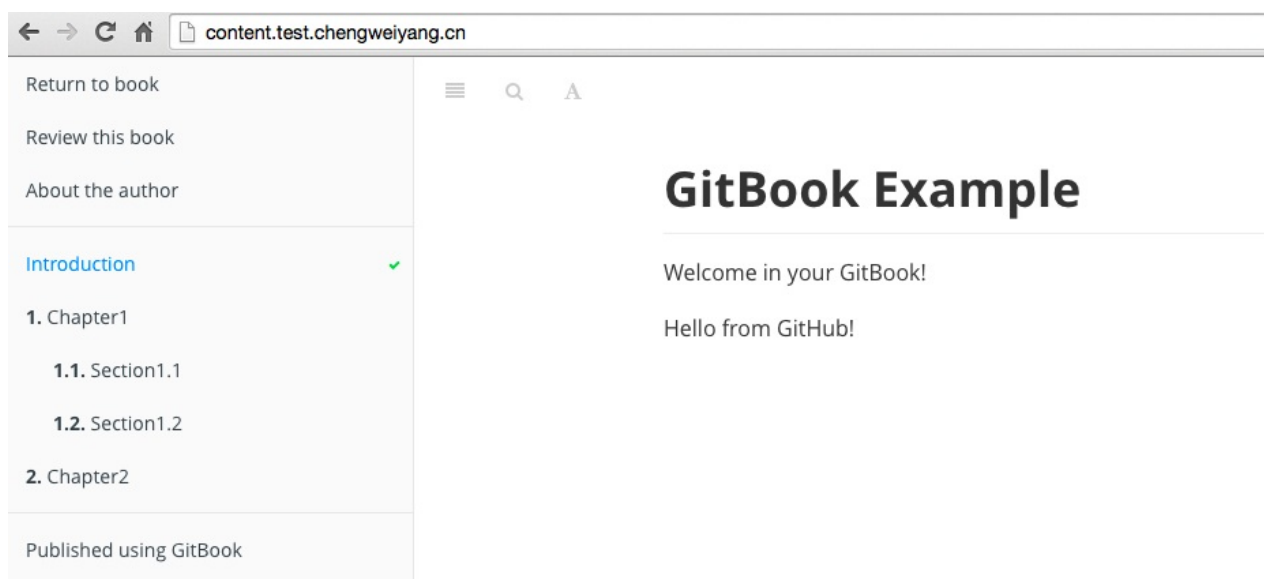 content.test.chengweiyang.cn
Return to book
Review this book
About the author
Introduction
1. Chapter1
1.1. Section1.1
1.2. Section1.2
2. Chapter2
Published using GitBook
A
GitBook Example
Welcome in your GitBook!
Hello from GitHub!